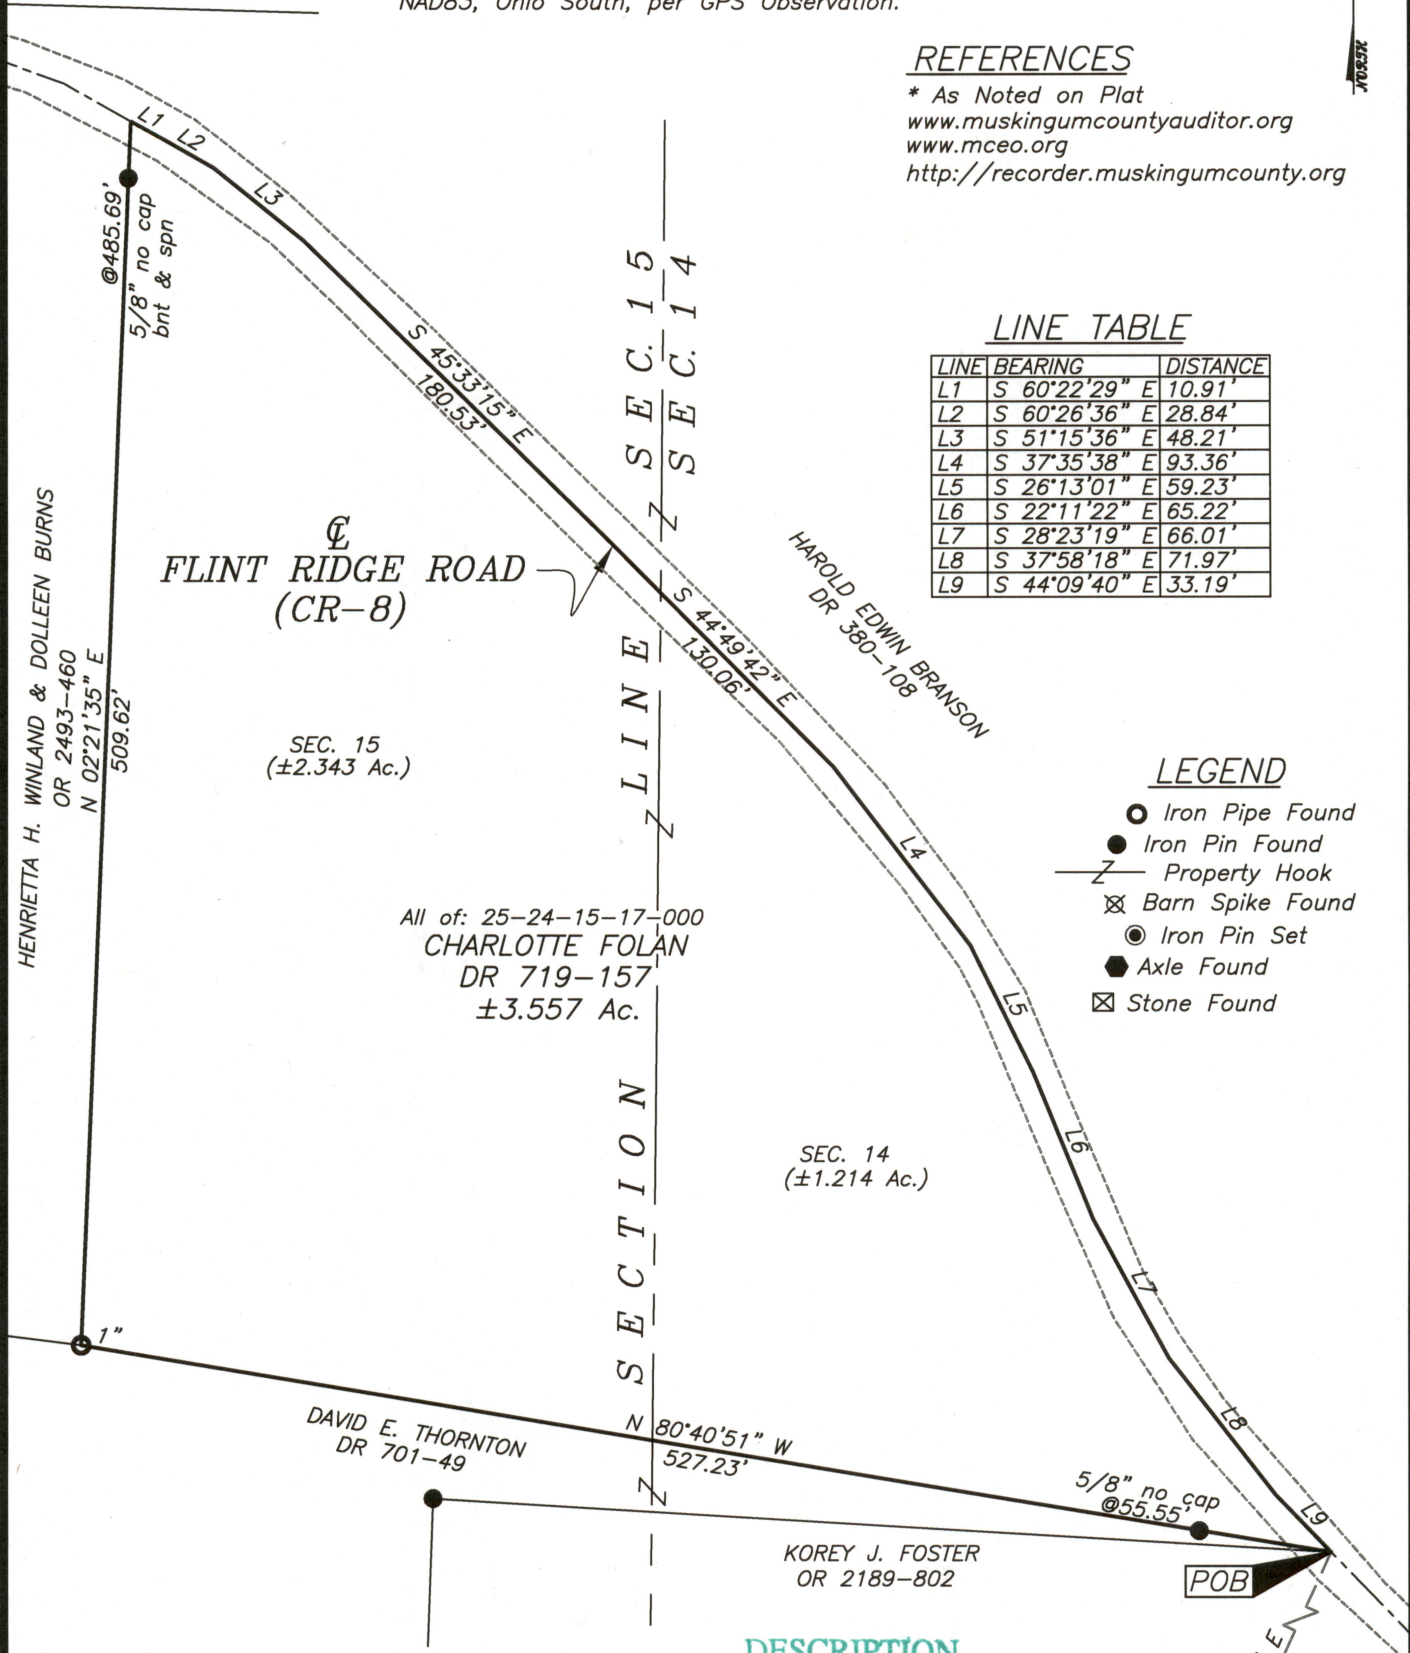 NAD83, Ohio South, per GPS Observation.
NORTH
REFERENCES
* As Noted on Plat
www.muskingumcountyauditor.org
www.mceo.org
http://recorder.muskingumcounty.org
L1 L2
L3
@485.69'
5/8" no cap
bnt & spn
S 45°33'15" E
180.53'
SEC. 15
SEC. 14
LINE TABLE
LINE BEARING DISTANCE
L1 S 60°22'29" E 10.91'
L2 S 60°26'36" E 28.84'
L3 S 51°15'36" E 48.21'
L4 S 37°35'38" E 93.36'
L5 S 26°13'01" E 59.23'
L6 S 22°11'22" E 65.22'
L7 S 28°23'19" E 66.01'
L8 S 37°58'18" E 71.97'
L9 S 44°09'40" E 33.19'
HENRIETTA H. WINLAND & DOLLEEN BURNS
OR 2493-460
N 02°21'35" E
509.62'
℄
FLINT RIDGE ROAD
(CR-8)
S 44°49'42" E
130.06'
HAROLD EDWIN BRANSON
DR 380-108
SEC. 15
(±2.343 Ac.)
SECTION LINE
LEGEND
Iron Pipe Found
Iron Pin Found
Property Hook
Barn Spike Found
Iron Pin Set
Axle Found
Stone Found
L4
All of: 25-24-15-17-000
CHARLOTTE FOLAN
DR 719-157
±3.557 Ac.
L5
L6
SEC. 14
(±1.214 Ac.)
L7
1"
DAVID E. THORNTON
DR 701-49
N 80°40'51" W
527.23'
L8
5/8" no cap
@55.55'
L9
KOREY J. FOSTER
OR 2189-802
POB
E
DESCRIPTION